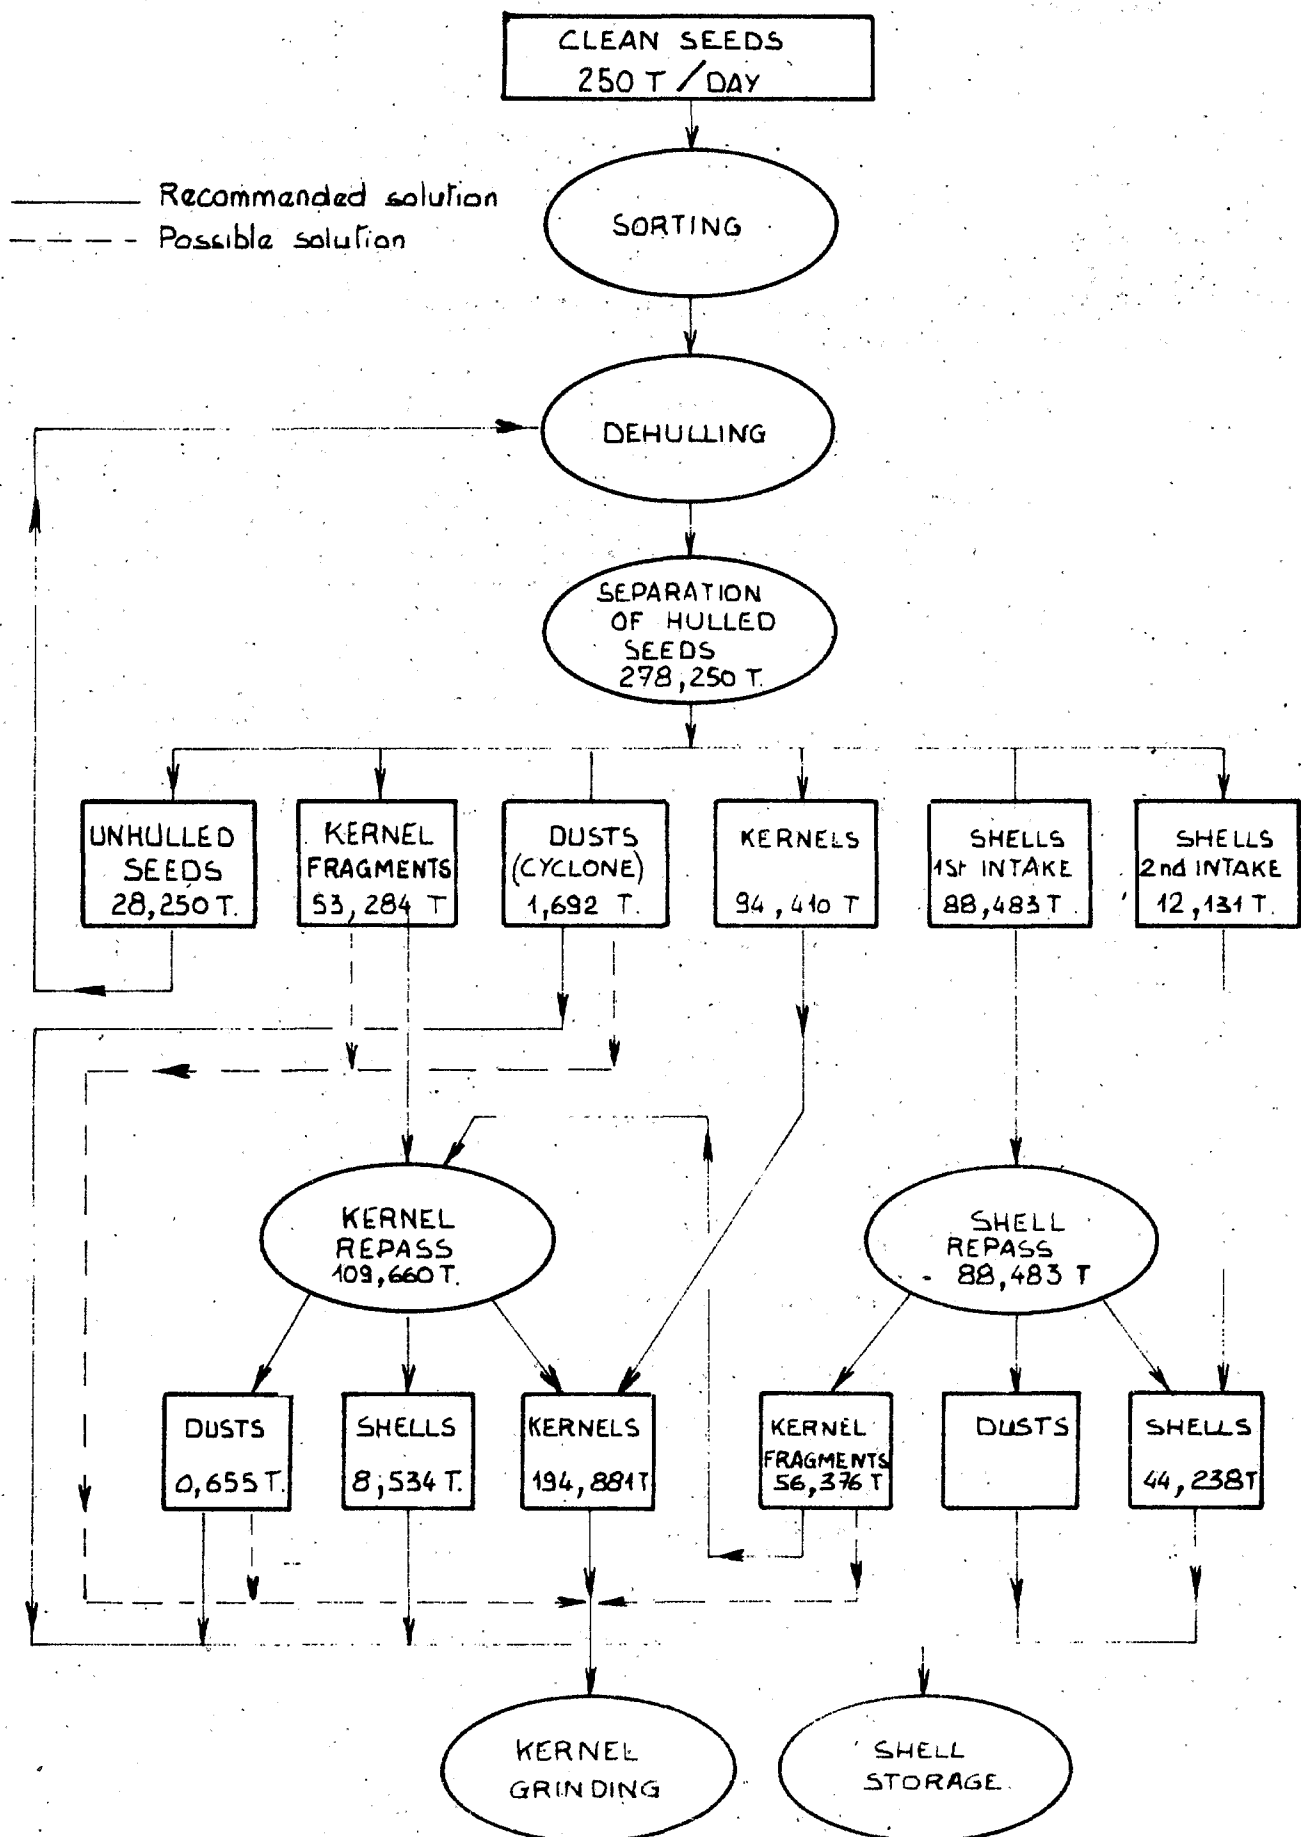 CLEAN SEEDS
250 T / DAY
Recommanded solution
Possible solution
SORTING
DEHULLING
SEPARATION
OF HULLED
SEEDS
278,250 T.
UNHULLED
SEEDS
28,250 T.
KERNEL
FRAGMENTS
53,284 T
DUSTS
(CYCLONE)
1,692 T.
KERNELS
94,410 T
SHELLS
1st INTAKE
88,483 T.
SHELLS
2nd INTAKE
12,131 T.
KERNEL
REPASS
109,660 T.
SHELL
REPASS
88,483 T
DUSTS
0,655 T.
SHELLS
8,534 T.
KERNELS
194,881 T
KERNEL
FRAGMENTS
56,376 T
DUSTS
SHELLS
44,238 T
KERNEL
GRINDING
SHELL
STORAGE